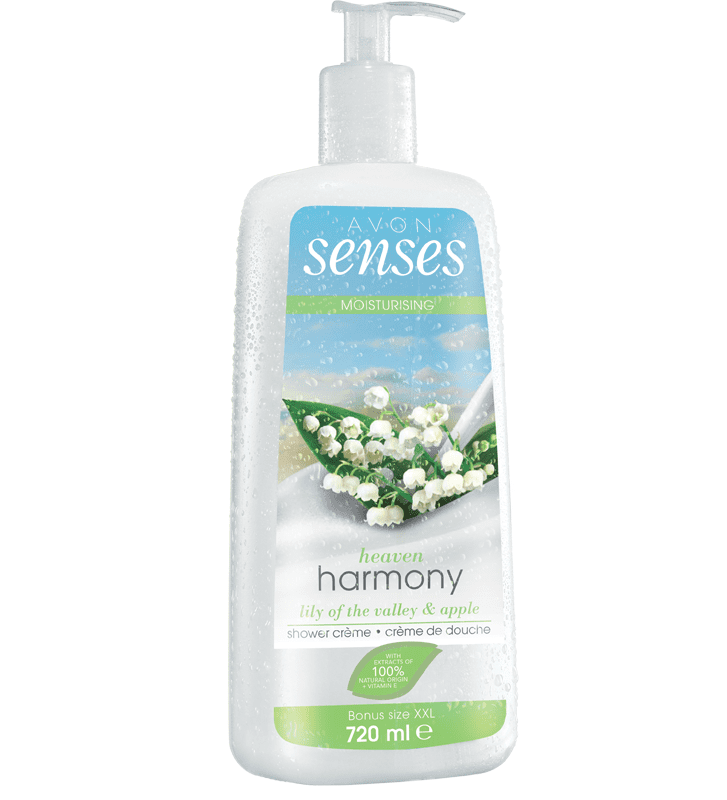 AVON
senses
MOISTURISING
heaven
harmony
lily of the valley & apple
shower crème • crème de douche
WITH
EXTRACTS OF
100%
NATURAL ORIGIN
+ VITAMIN E
Bonus size XXL
720 ml ℮